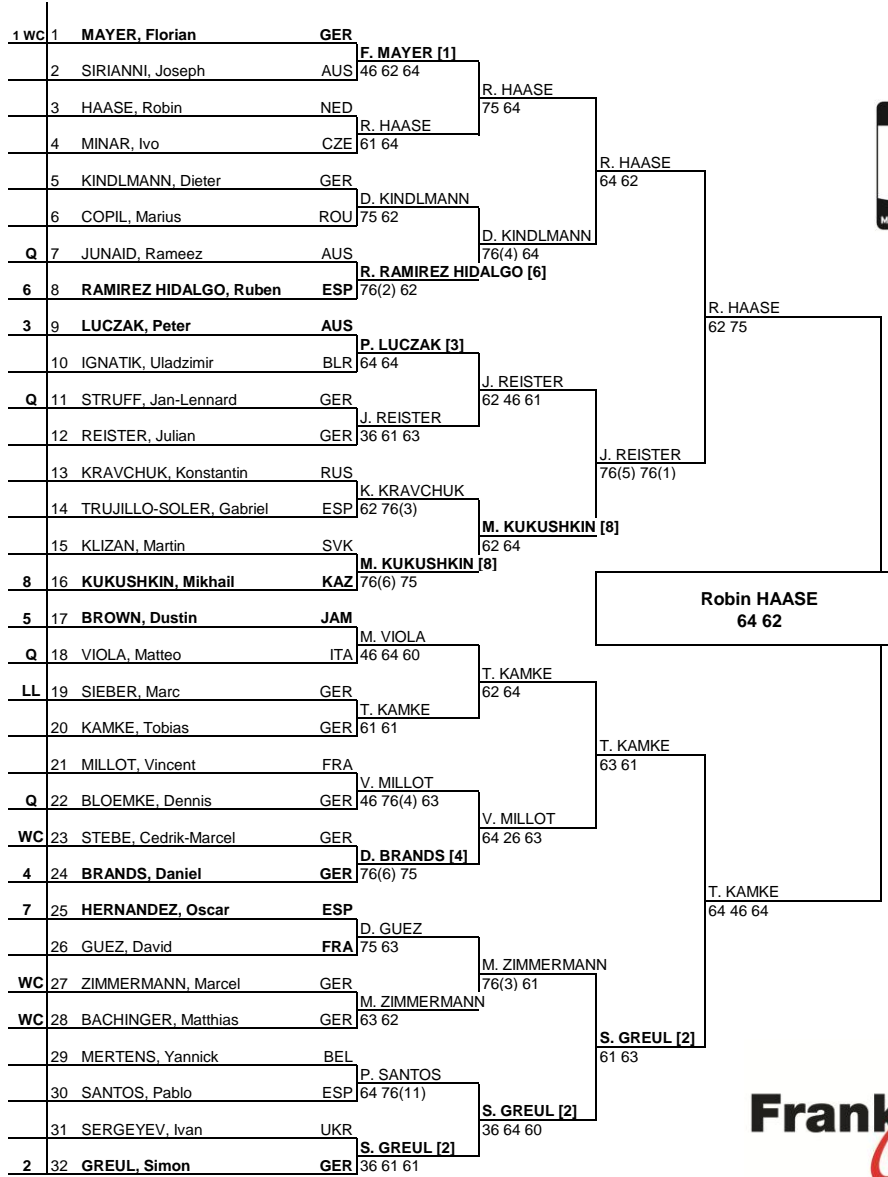 1 WC 1 MAYER, Florian GER
F. MAYER [1]
2 SIRIANNI, Joseph AUS 46 62 64
R. HAASE
3 HAASE, Robin NED 75 64
R. HAASE
4 MINAR, Ivo CZE 61 64
R. HAASE
5 KINDLMANN, Dieter GER 64 62
D. KINDLMANN
6 COPIL, Marius ROU 75 62
D. KINDLMANN
Q 7 JUNAID, Rameez AUS 76(4) 64
R. RAMIREZ HIDALGO [6]
6 8 RAMIREZ HIDALGO, Ruben ESP 76(2) 62
R. HAASE
3 9 LUCZAK, Peter AUS 62 75
P. LUCZAK [3]
10 IGNATIK, Uladzimir BLR 64 64
J. REISTER
Q 11 STRUFF, Jan-Lennard GER 62 46 61
J. REISTER
12 REISTER, Julian GER 36 61 63
J. REISTER
13 KRAVCHUK, Konstantin RUS 76(5) 76(1)
K. KRAVCHUK
14 TRUJILLO-SOLER, Gabriel ESP 62 76(3)
M. KUKUSHKIN [8]
15 KLIZAN, Martin SVK 62 64
M. KUKUSHKIN [8]
8 16 KUKUSHKIN, Mikhail KAZ 76(6) 75
Robin HAASE
64 62
5 17 BROWN, Dustin JAM
M. VIOLA
Q 18 VIOLA, Matteo ITA 46 64 60
T. KAMKE
LL 19 SIEBER, Marc GER 62 64
T. KAMKE
20 KAMKE, Tobias GER 61 61
T. KAMKE
21 MILLOT, Vincent FRA 63 61
V. MILLOT
Q 22 BLOEMKE, Dennis GER 46 76(4) 63
V. MILLOT
WC 23 STEBE, Cedrik-Marcel GER 64 26 63
D. BRANDS [4]
4 24 BRANDS, Daniel GER 76(6) 75
T. KAMKE
7 25 HERNANDEZ, Oscar ESP 64 46 64
D. GUEZ
26 GUEZ, David FRA 75 63
M. ZIMMERMANN
WC 27 ZIMMERMANN, Marcel GER 76(3) 61
M. ZIMMERMANN
WC 28 BACHINGER, Matthias GER 63 62
S. GREUL [2]
29 MERTENS, Yannick BEL 61 63
P. SANTOS
30 SANTOS, Pablo ESP 64 76(11)
S. GREUL [2]
31 SERGEYEV, Ivan UKR 36 64 60
S. GREUL [2]
2 32 GREUL, Simon GER 36 61 61